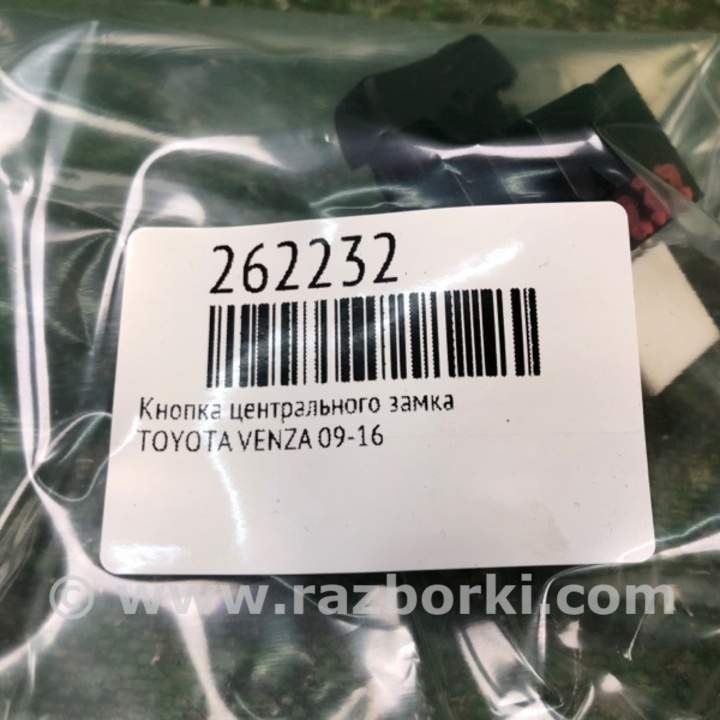 262232
Кнопка центрального замка
TOYOTA VENZA 09-16
© www.razborki.com